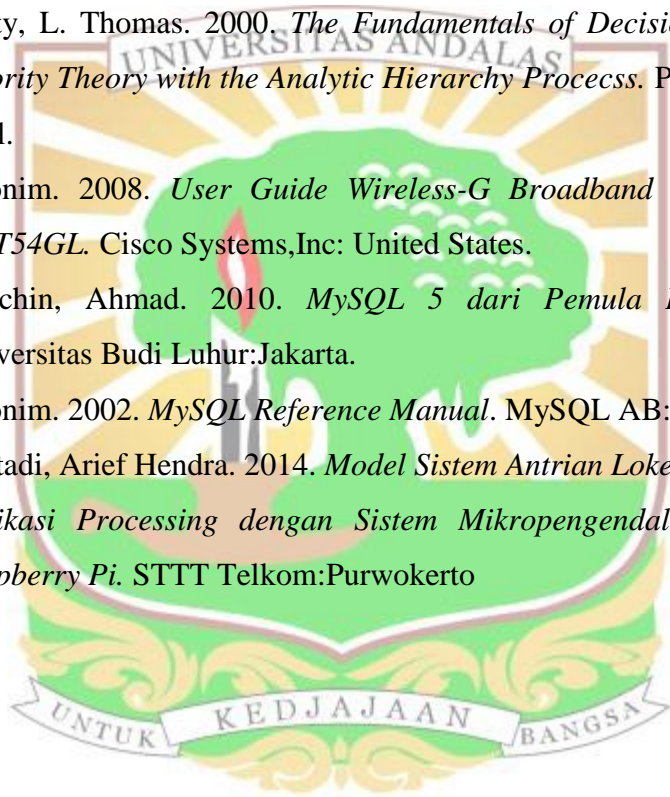 ty, L. Thomas. 2000. The Fundamentals of Decisi
UNIVERSITAS ANDALAS
ority Theory with the Analytic Hierarchy Procecss. P
l.
nim. 2008. User Guide Wireless-G Broadband
T54GL. Cisco Systems,Inc: United States.
chin, Ahmad. 2010. MySQL 5 dari Pemula
versitas Budi Luhur:Jakarta.
nim. 2002. MySQL Reference Manual. MySQL AB:
tadi, Arief Hendra. 2014. Model Sistem Antrian Loke
ikasi Processing dengan Sistem Mikropengendal
pberry Pi. STTT Telkom:Purwokerto
UNTUK KEDJAJAAN BANGSA